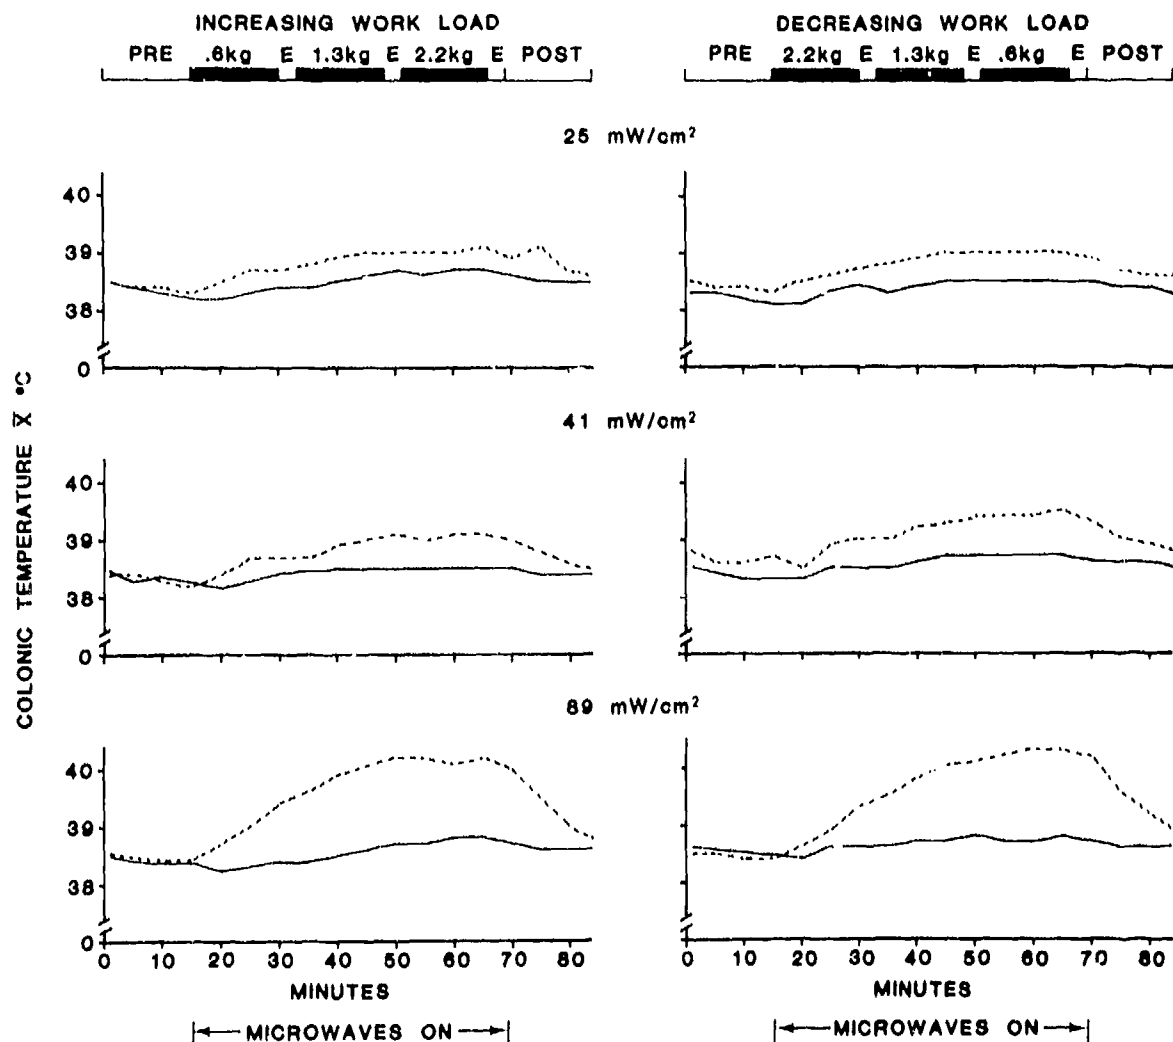 INCREASING WORK LOAD
PRE .6kg E 1.3kg E 2.2kg E POST
DECREASING WORK LOAD
PRE 2.2kg E 1.3kg E .6kg E POST
25 mW/cm²
40
39
38
0
41 mW/cm²
40
39
38
0
89 mW/cm²
40
39
38
0
COLONIC TEMPERATURE X̄ °C
0 10 20 30 40 50 60 70 80
MINUTES
MICROWAVES ON
0 10 20 30 40 50 60 70 80
MINUTES
MICROWAVES ON